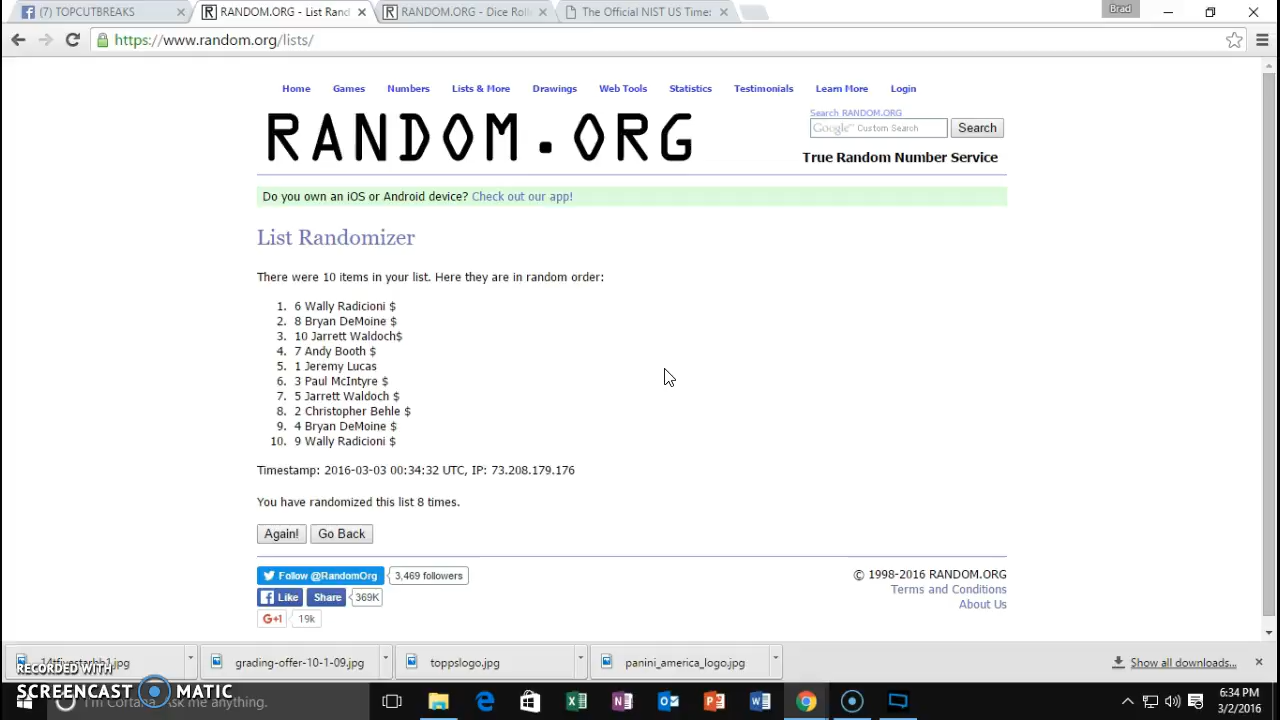 (7) TOPCUTBREAKS
RANDOM.ORG - List Rand
RANDOM.ORG - Dice Roll
The Official NIST US Time:
Brad
https://www.random.org/lists/
Home Games Numbers Lists & More Drawings Web Tools Statistics Testimonials Learn More Login
RANDOM.ORG
Search RANDOM.ORG
Google Custom Search
Search
True Random Number Service
Do you own an iOS or Android device? Check out our app!
List Randomizer
There were 10 items in your list. Here they are in random order:
1. 6 Wally Radicioni $
2. 8 Bryan DeMoine $
3. 10 Jarrett Waldoch$
4. 7 Andy Booth $
5. 1 Jeremy Lucas
6. 3 Paul McIntyre $
7. 5 Jarrett Waldoch $
8. 2 Christopher Behle $
9. 4 Bryan DeMoine $
10. 9 Wally Radicioni $
Timestamp: 2016-03-03 00:34:32 UTC, IP: 73.208.179.176
You have randomized this list 8 times.
Again! Go Back
Follow @RandomOrg 3,469 followers
Like Share 369K
G+1 19k
© 1998-2016 RANDOM.ORG
Terms and Conditions
About Us
grading-offer-10-1-09.jpg
toppslogo.jpg
panini_america_logo.jpg
Show all downloads...
RECORDED WITH
SCREENCAST MATIC
I'm Cortana. Ask me anything.
6:34 PM
3/2/2016